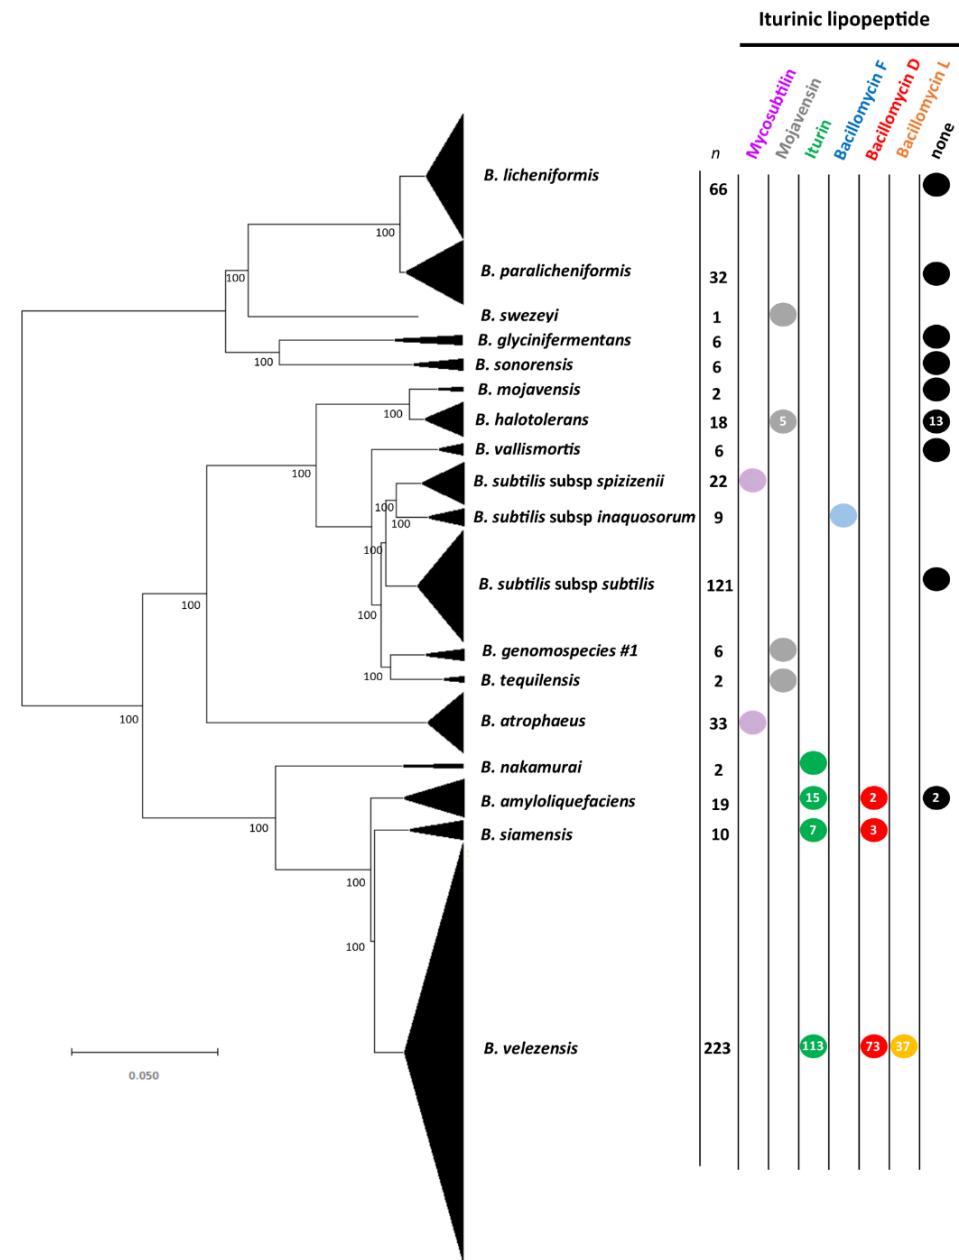 Iturinic lipopeptide
n
Mycosubtilin
Mojavensin
Iturin
Bacillomycin F
Bacillomycin D
Bacillomycin L
none
B. licheniformis 66
100
B. paralicheniformis 32
100
B. swezeyi 1
B. glycinifermentans 6
100
B. sonorensis 6
B. mojavensis 2
100
B. halotolerans 18 5 13
B. vallismortis 6
100
B. subtilis subsp spizizenii 22
100
B. subtilis subsp inaquosorum 9
100
100
B. subtilis subsp subtilis 121
100
100
B. genomospecies #1 6
100
B. tequilensis 2
B. atrophaeus 33
100
B. nakamurai 2
B. amyloliquefaciens 19 15 2 2
100
B. siamensis 10 7 3
100
100
B. velezensis 223 113 73 37
0.050